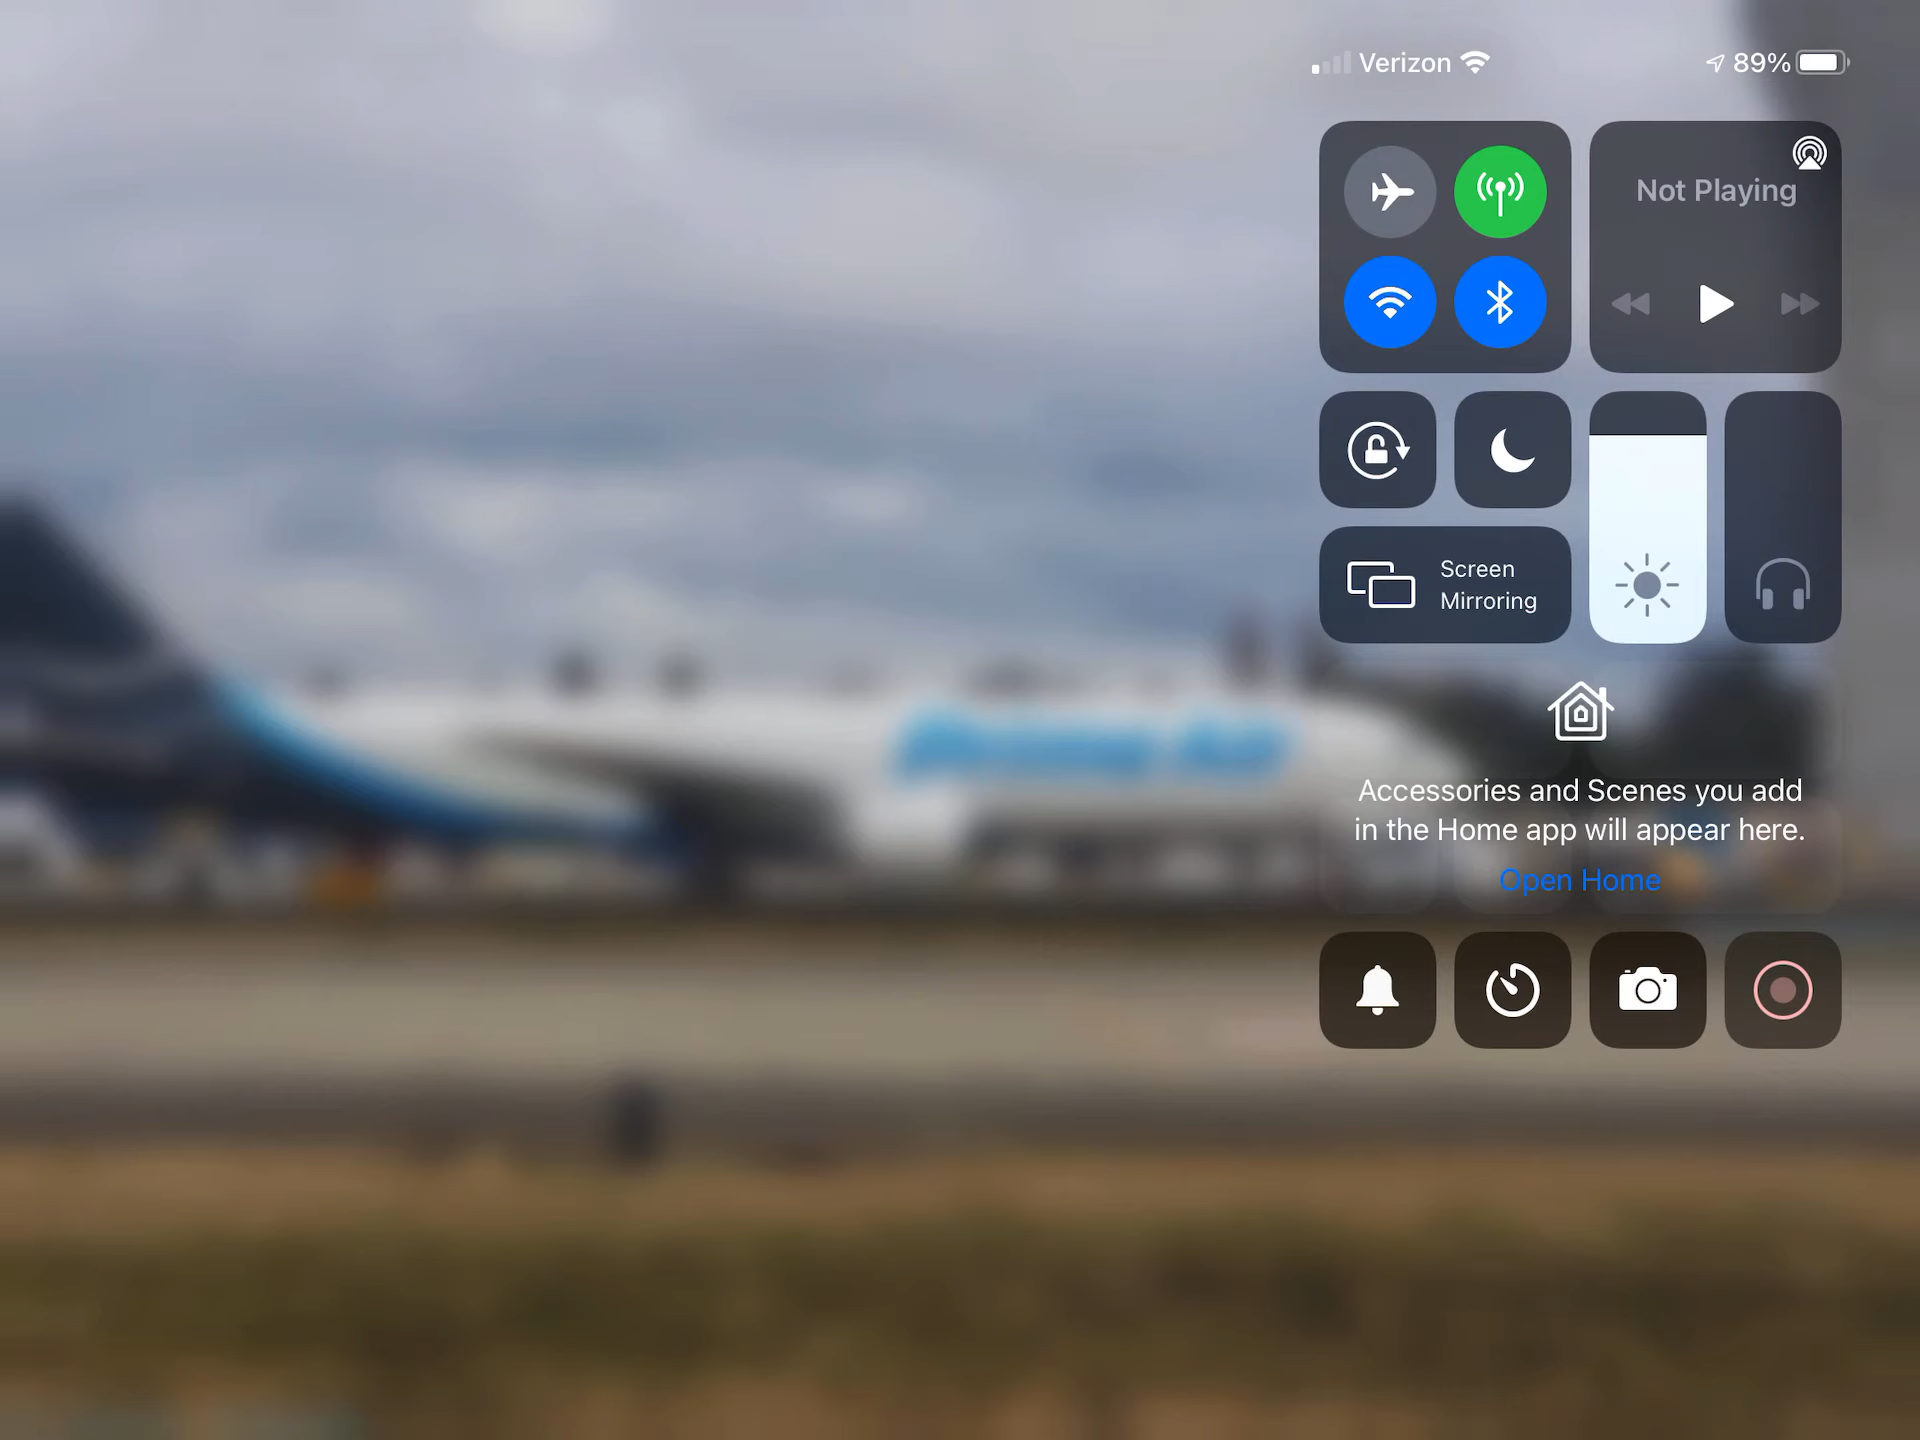 Verizon
89%
Not Playing
Screen
Mirroring
Accessories and Scenes you add
in the Home app will appear here.
Open Home